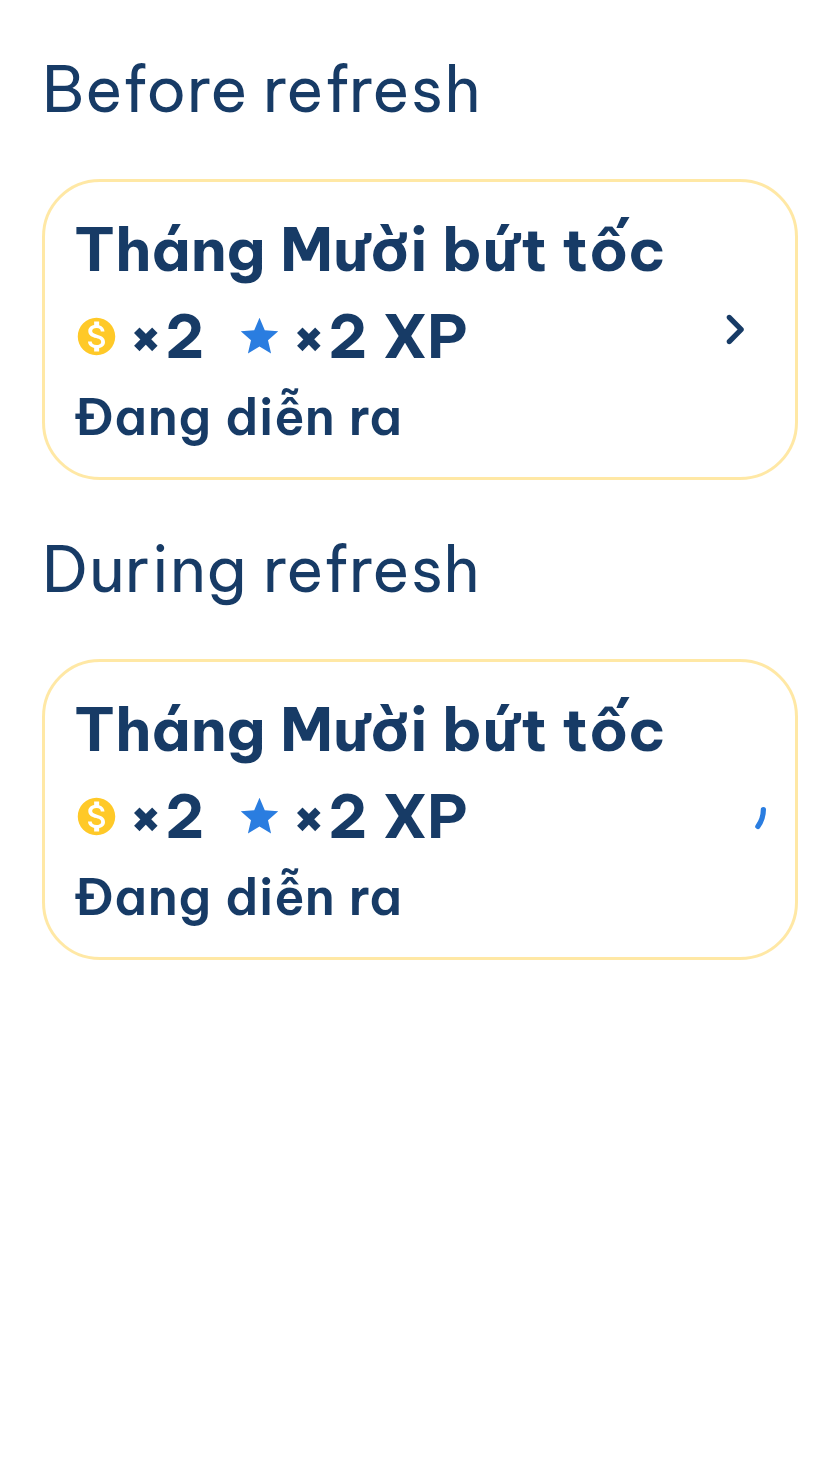 Before refresh
Tháng Mười bứt tốc
×2 ×2 XP
Đang diễn ra
During refresh
Tháng Mười bứt tốc
×2 ×2 XP
Đang diễn ra